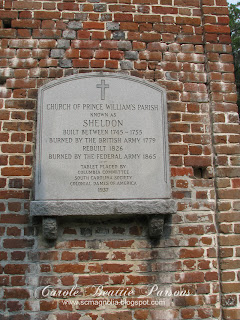 CHURCH OF PRINCE WILLIAM'S PARISH
KNOWN AS
SHELDON
BUILT BETWEEN 1745-1755
BURNED BY THE BRITISH ARMY 1779
REBUILT 1826
BURNED BY THE FEDERAL ARMY 1865
TABLET PLACED BY
COLUMBIA COMMITTEE
SOUTH CAROLINA SOCIETY
COLONIAL DAMES OF AMERICA
1937
Carole Beattie Parsons
www.scmagnolia.blogspot.com